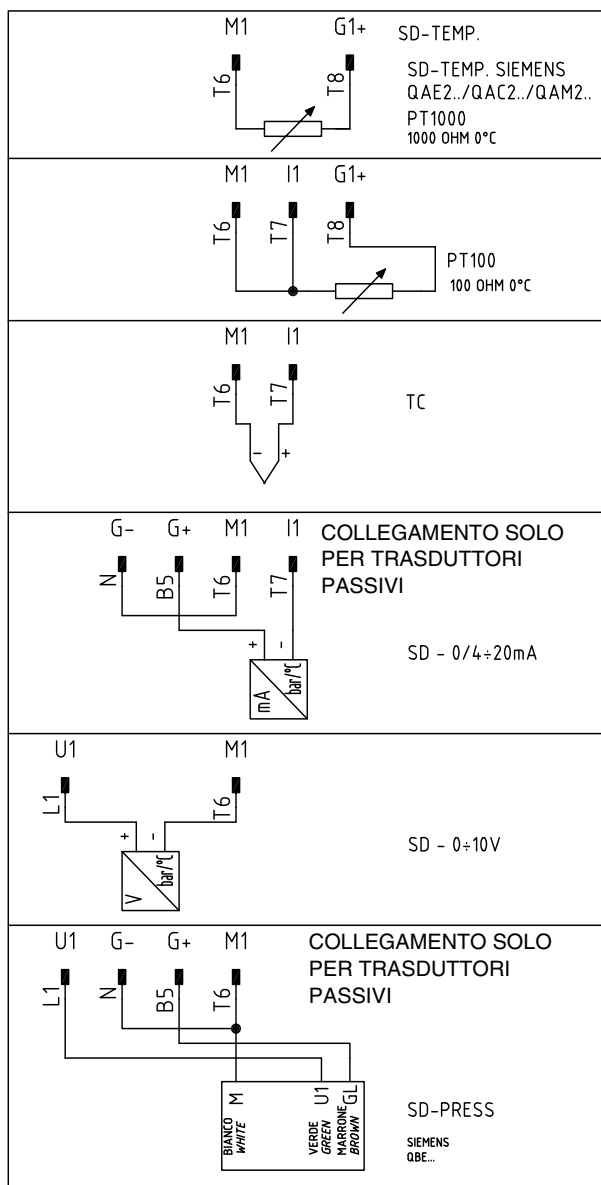 M1 G1+ SD-TEMP.
T6 T8
SD-TEMP. SIEMENS
QAE2../QAC2../QAM2..
PT1000
1000 OHM 0°C
M1 I1 G1+
T6 T7 T8
PT100
100 OHM 0°C
M1 I1
T6 T7
TC
- +
G- G+ M1 I1
N B5 T6 T7
COLLEGAMENTO SOLO
PER TRASDUTTORI
PASSIVI
+ -
mA bar/°C
SD - 0/4÷20mA
U1 M1
L1 T6
+ -
V bar/°C
SD - 0÷10V
U1 G- G+ M1
L1 N B5 T6
COLLEGAMENTO SOLO
PER TRASDUTTORI
PASSIVI
M U1 GL
BIANCO
WHITE
VERDE
GREEN
MARRONE
BROWN
SD-PRESS
SIEMENS
QBE...